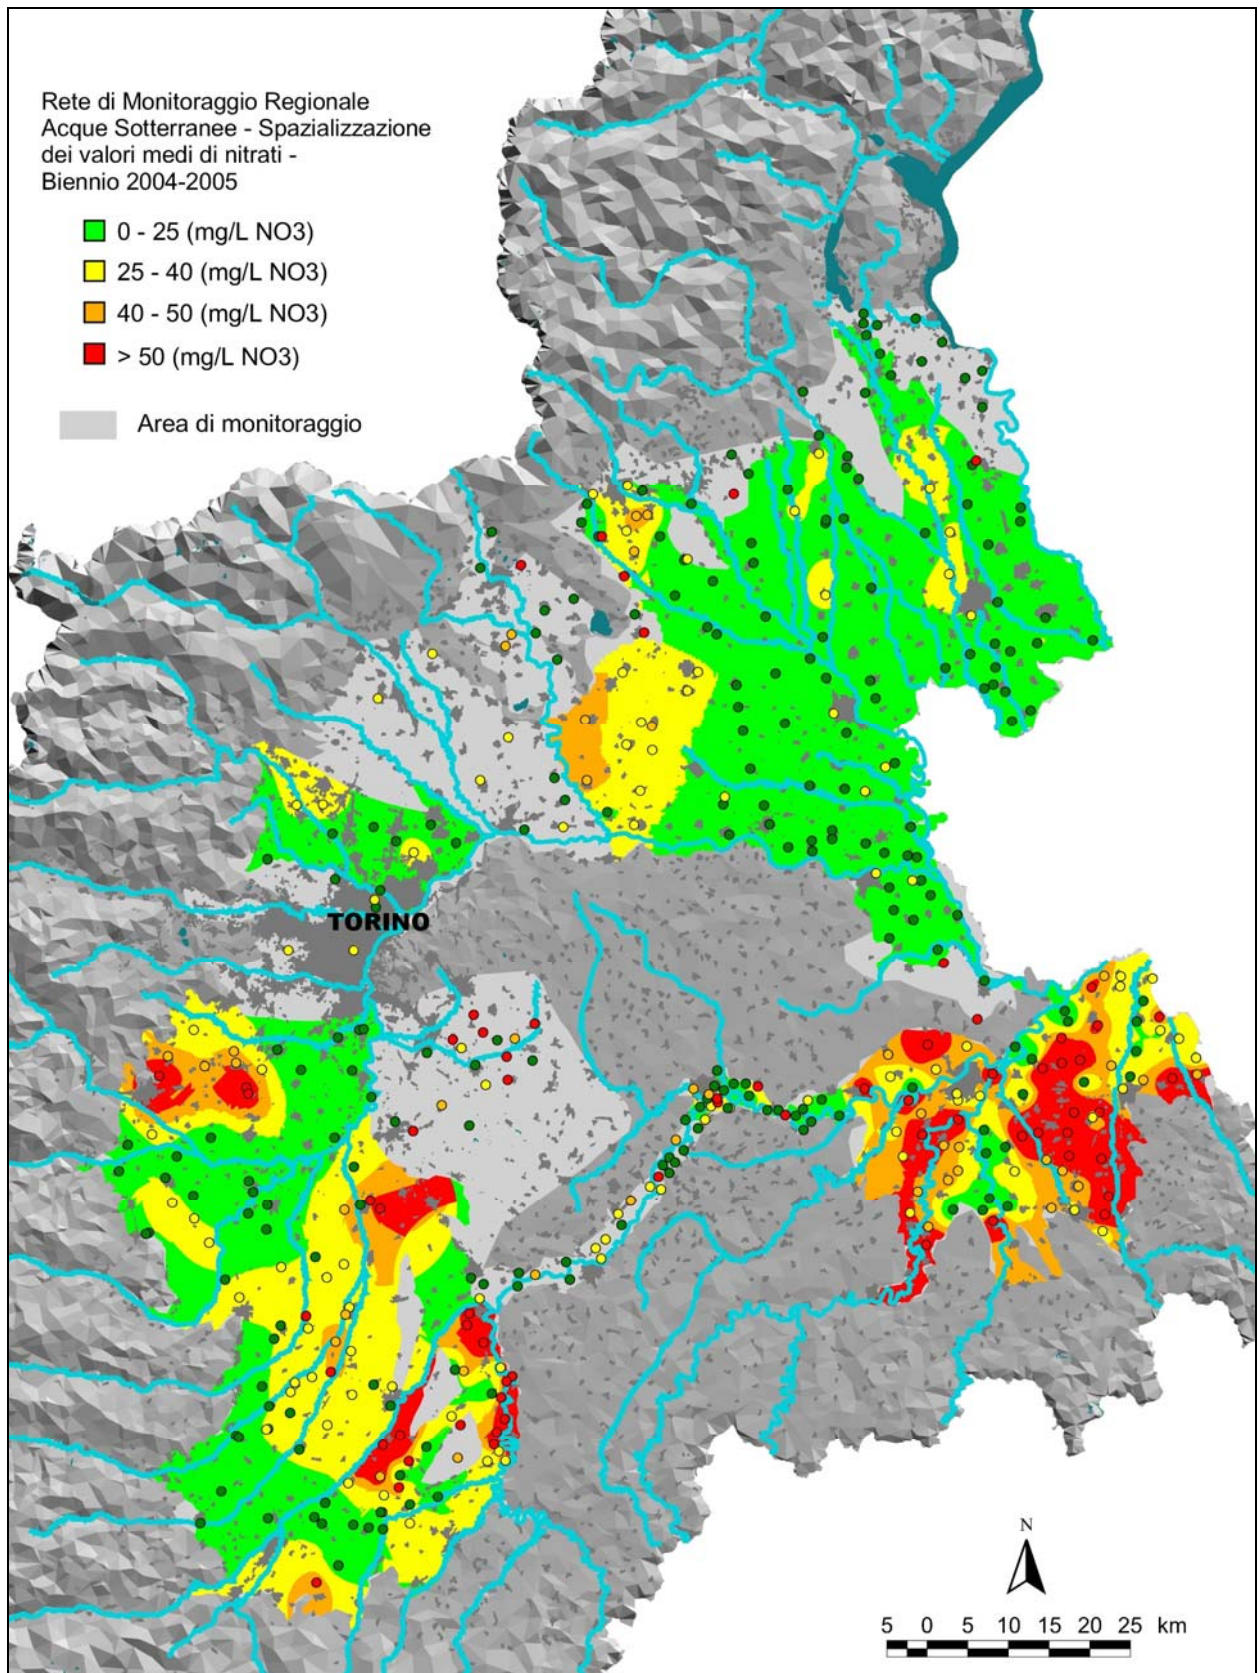 Rete di Monitoraggio Regionale
Acque Sotterranee - Spazializzazione
dei valori medi di nitrati -
Biennio 2004-2005
0 - 25 (mg/L NO3)
25 - 40 (mg/L NO3)
40 - 50 (mg/L NO3)
> 50 (mg/L NO3)
Area di monitoraggio
TORINO
N
5 0 5 10 15 20 25 km